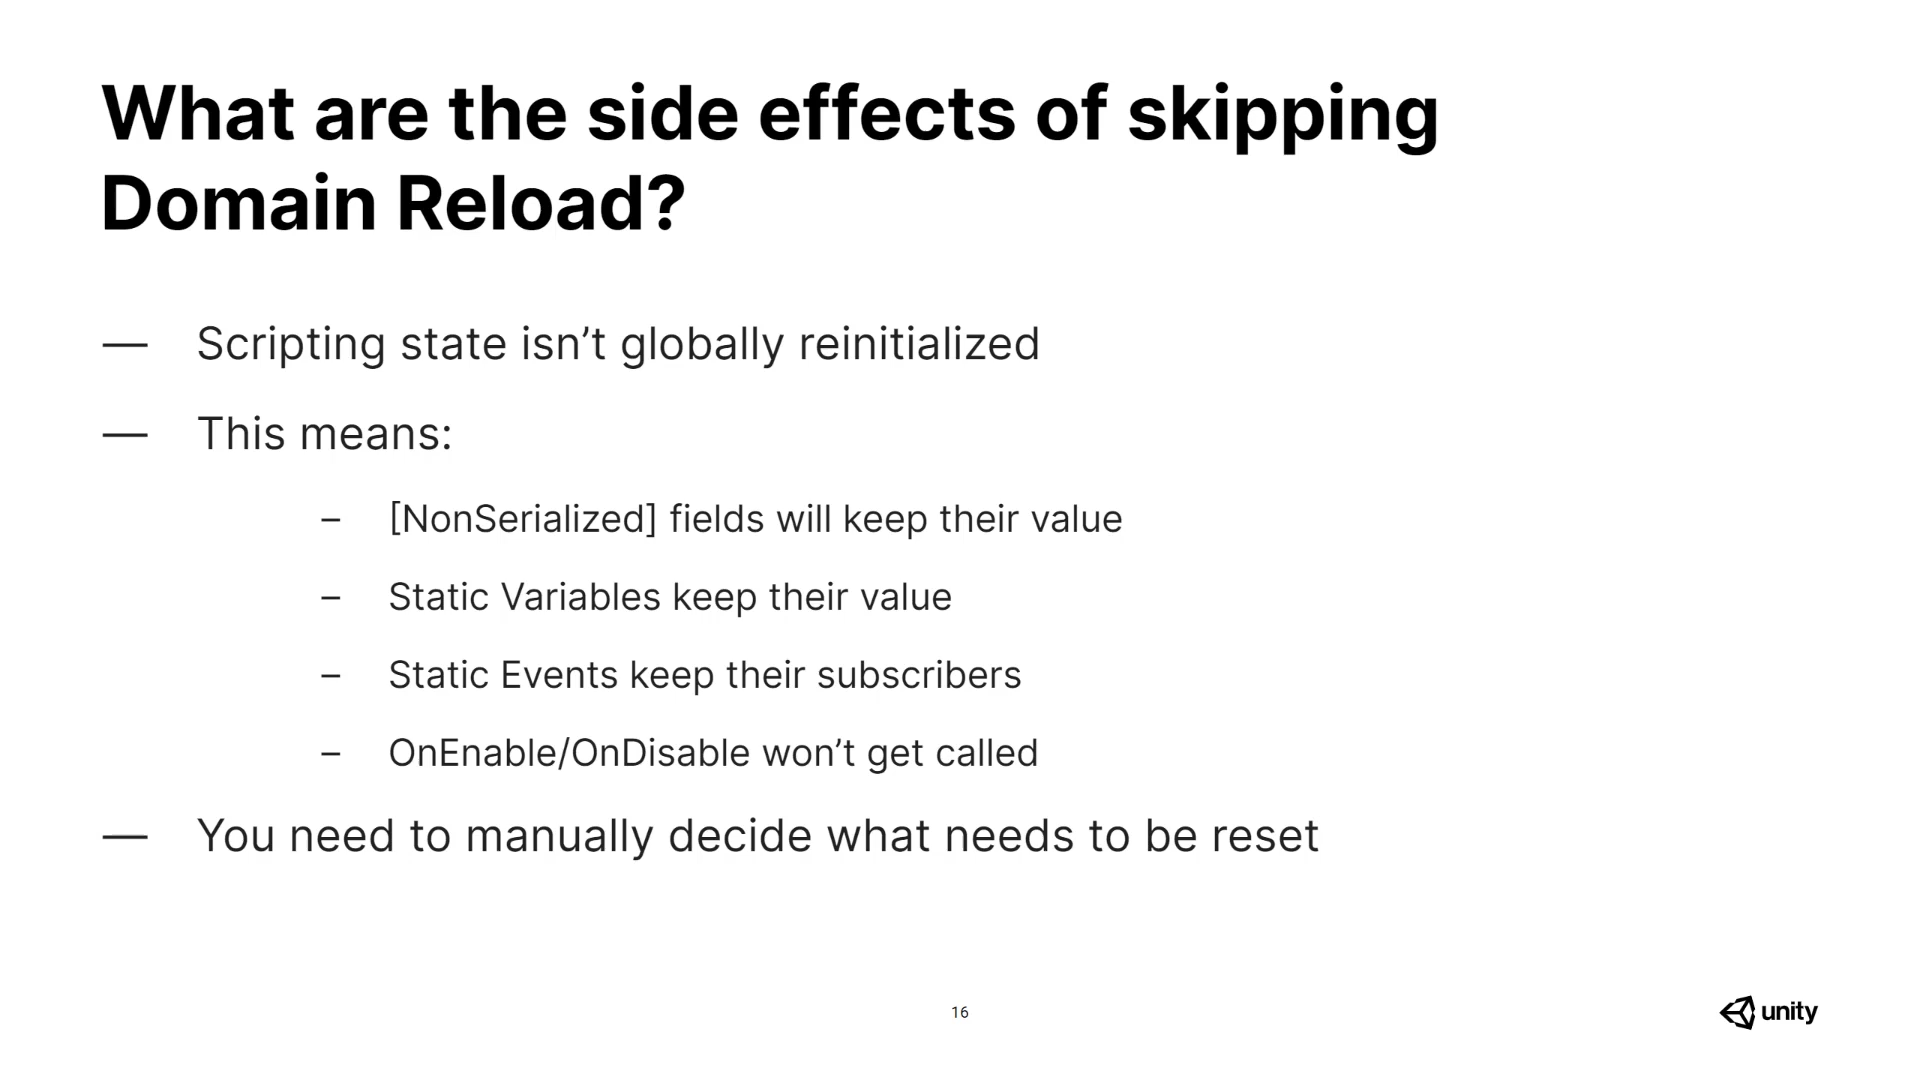 What are the side effects of skipping
Domain Reload?
— Scripting state isn’t globally reinitialized
— This means:
– [NonSerialized] fields will keep their value
– Static Variables keep their value
– Static Events keep their subscribers
– OnEnable/OnDisable won’t get called
— You need to manually decide what needs to be reset
16
unity